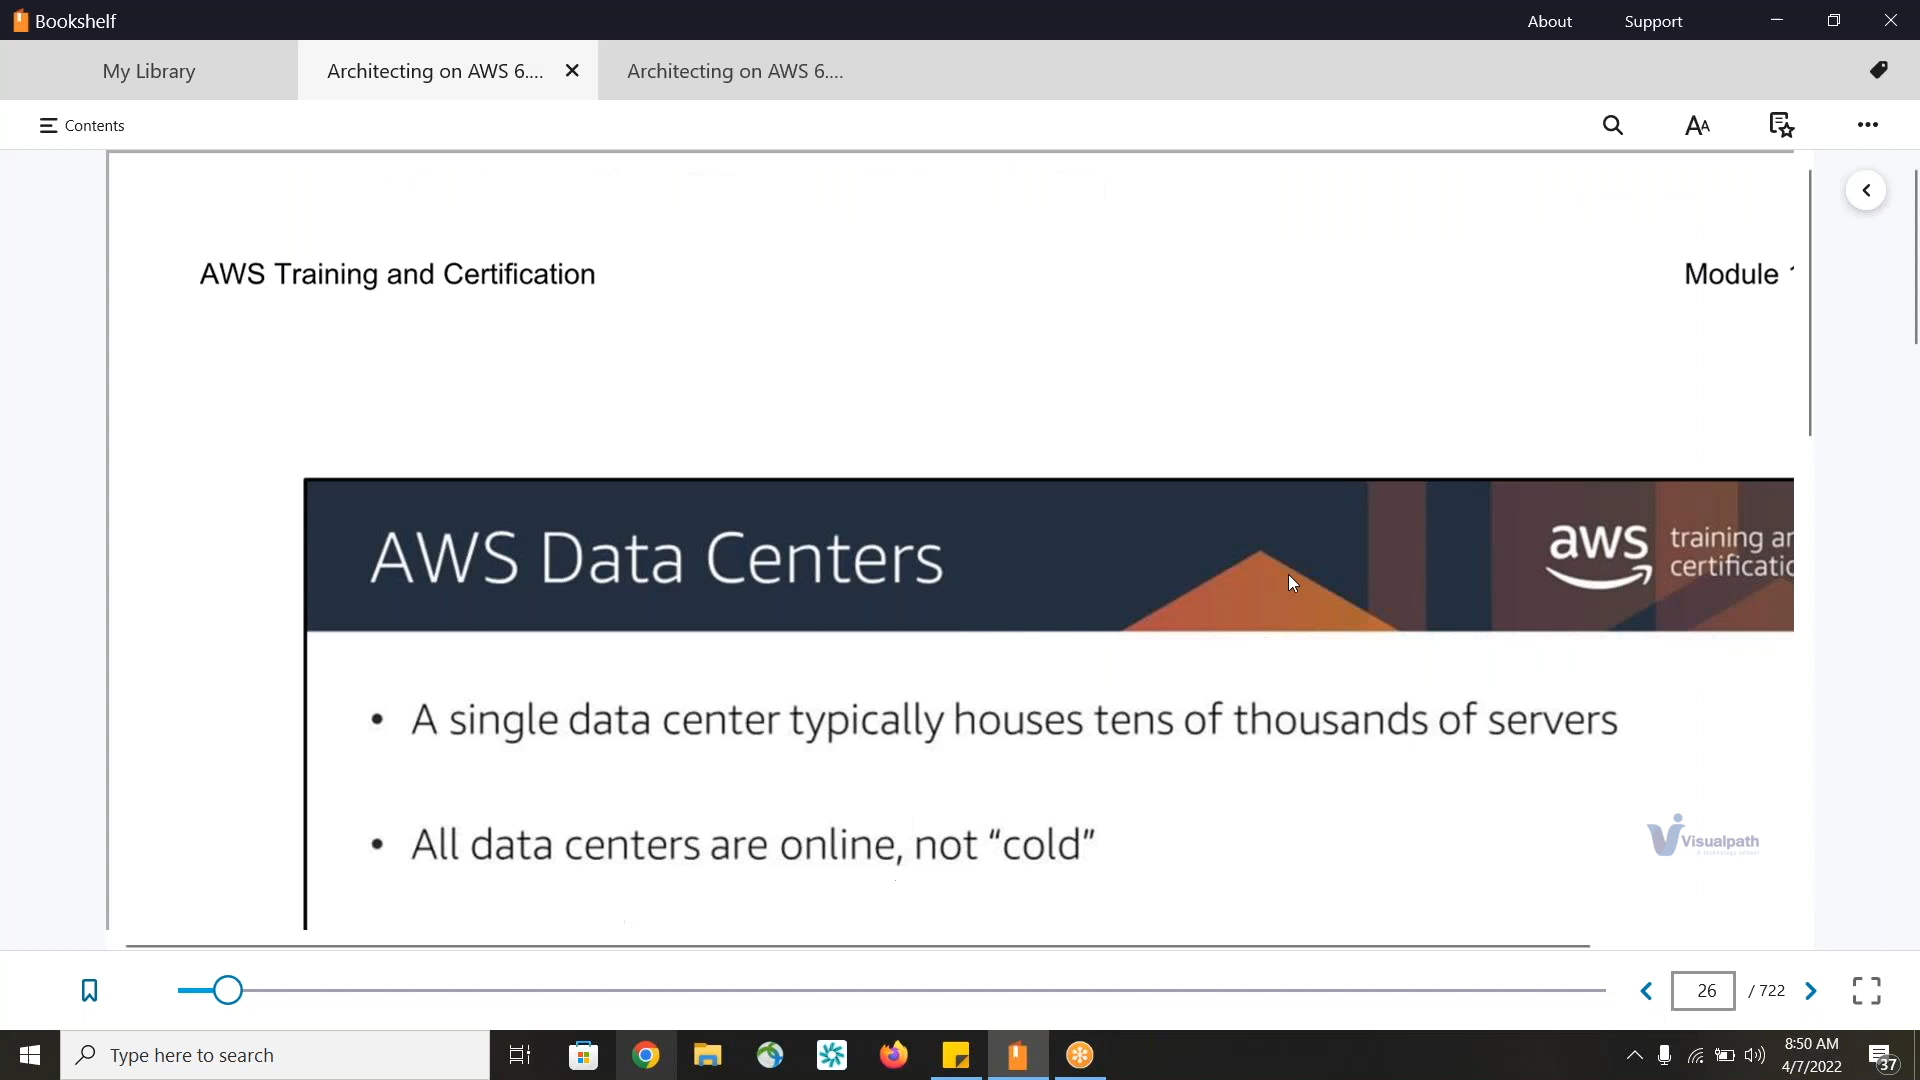 Bookshelf
About
Support
My Library
Architecting on AWS 6....
Architecting on AWS 6....
Contents
AWS Training and Certification
Module
AWS Data Centers
aws
training
• A single data center typically houses tens of thousands of servers
• All data centers are online, not “cold”
Visualpath
26
/ 722
Type here to search
8:50 AM
4/7/2022
37